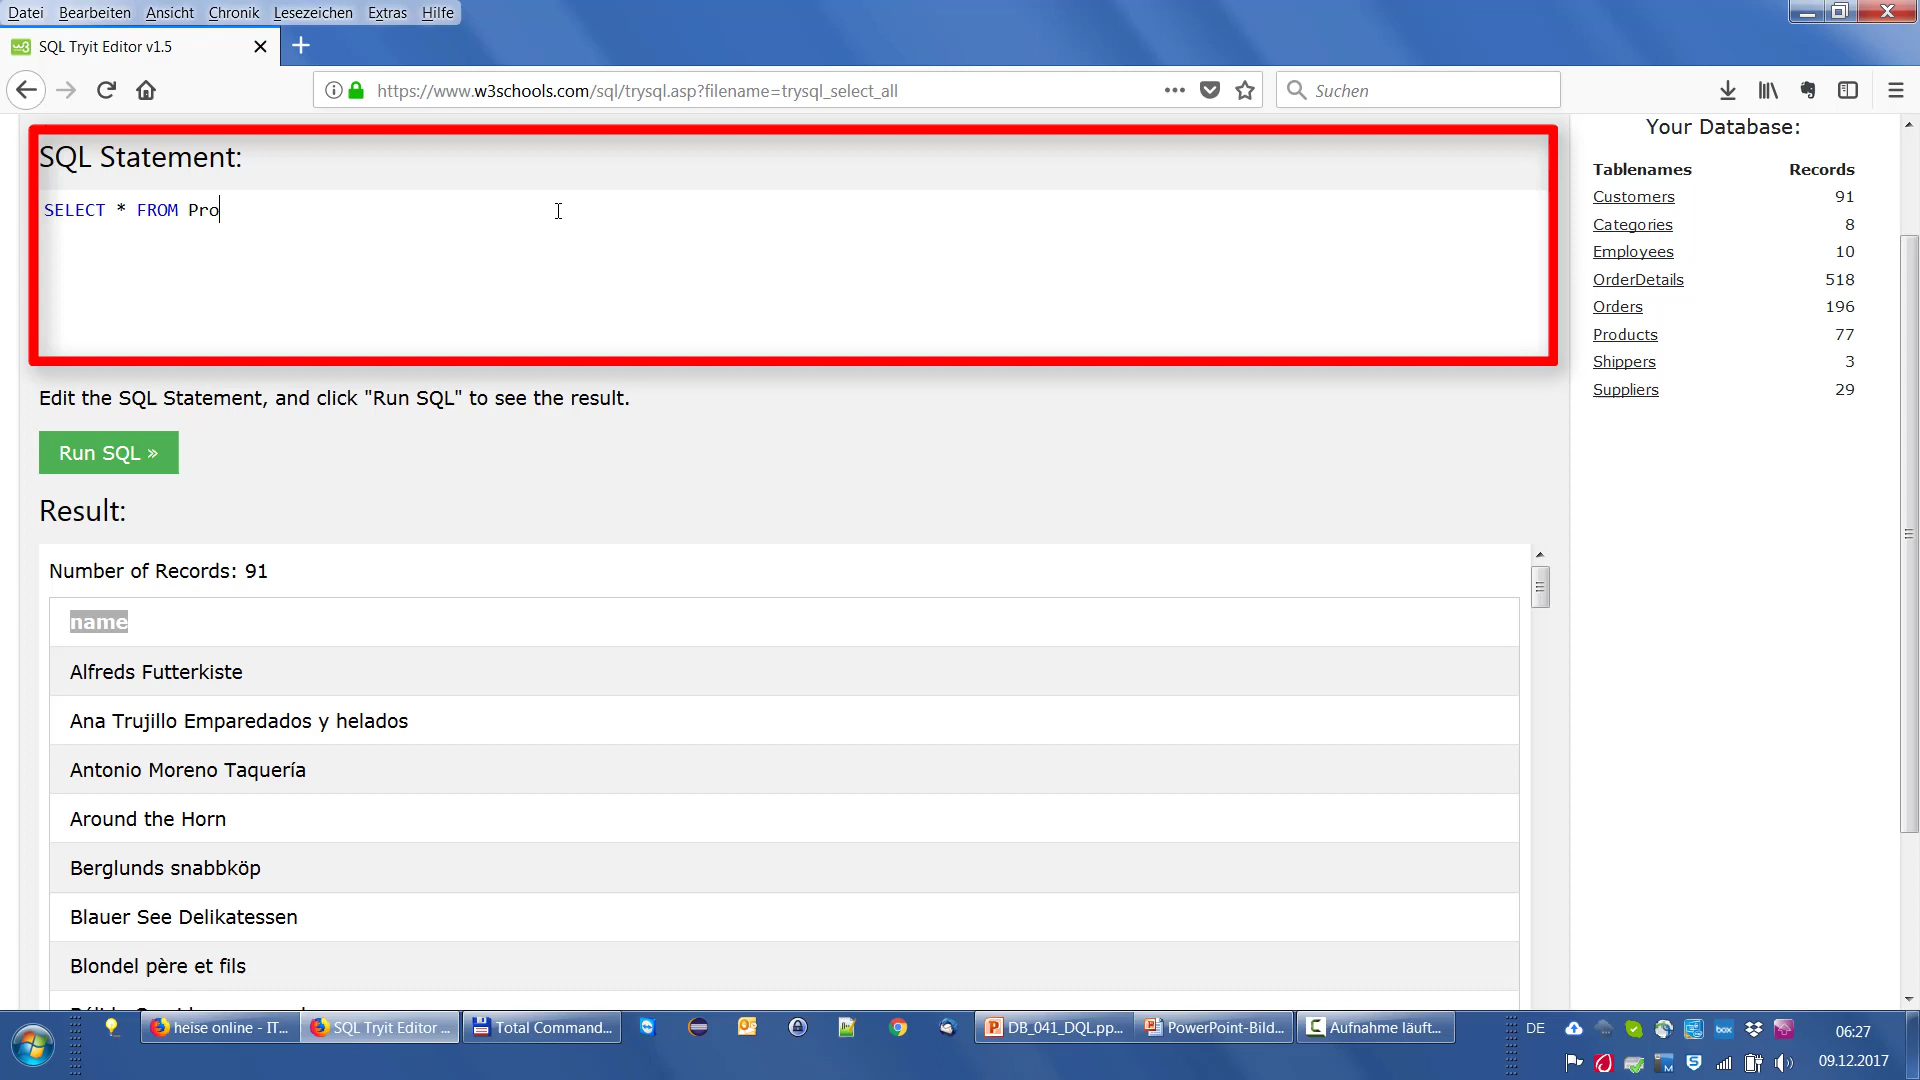 Datei Bearbeiten Ansicht Chronik Lesezeichen Extras Hilfe
SQL Tryit Editor v1.5
https://www.w3schools.com/sql/trysql.asp?filename=trysql_select_all
Suchen
SQL Statement:
SELECT * FROM Pro
Edit the SQL Statement, and click "Run SQL" to see the result.
Run SQL »
Result:
Number of Records: 91
name
Alfreds Futterkiste
Ana Trujillo Emparedados y helados
Antonio Moreno Taquería
Around the Horn
Berglunds snabbköp
Blauer See Delikatessen
Blondel père et fils
Your Database:
Tablenames Records
Customers 91
Categories 8
Employees 10
OrderDetails 518
Orders 196
Products 77
Shippers 3
Suppliers 29
heise online - IT... SQL Tryit Editor ... Total Command... DB_041_DQL.pp... PowerPoint-Bild... Aufnahme läuft... DE
06:27
09.12.2017